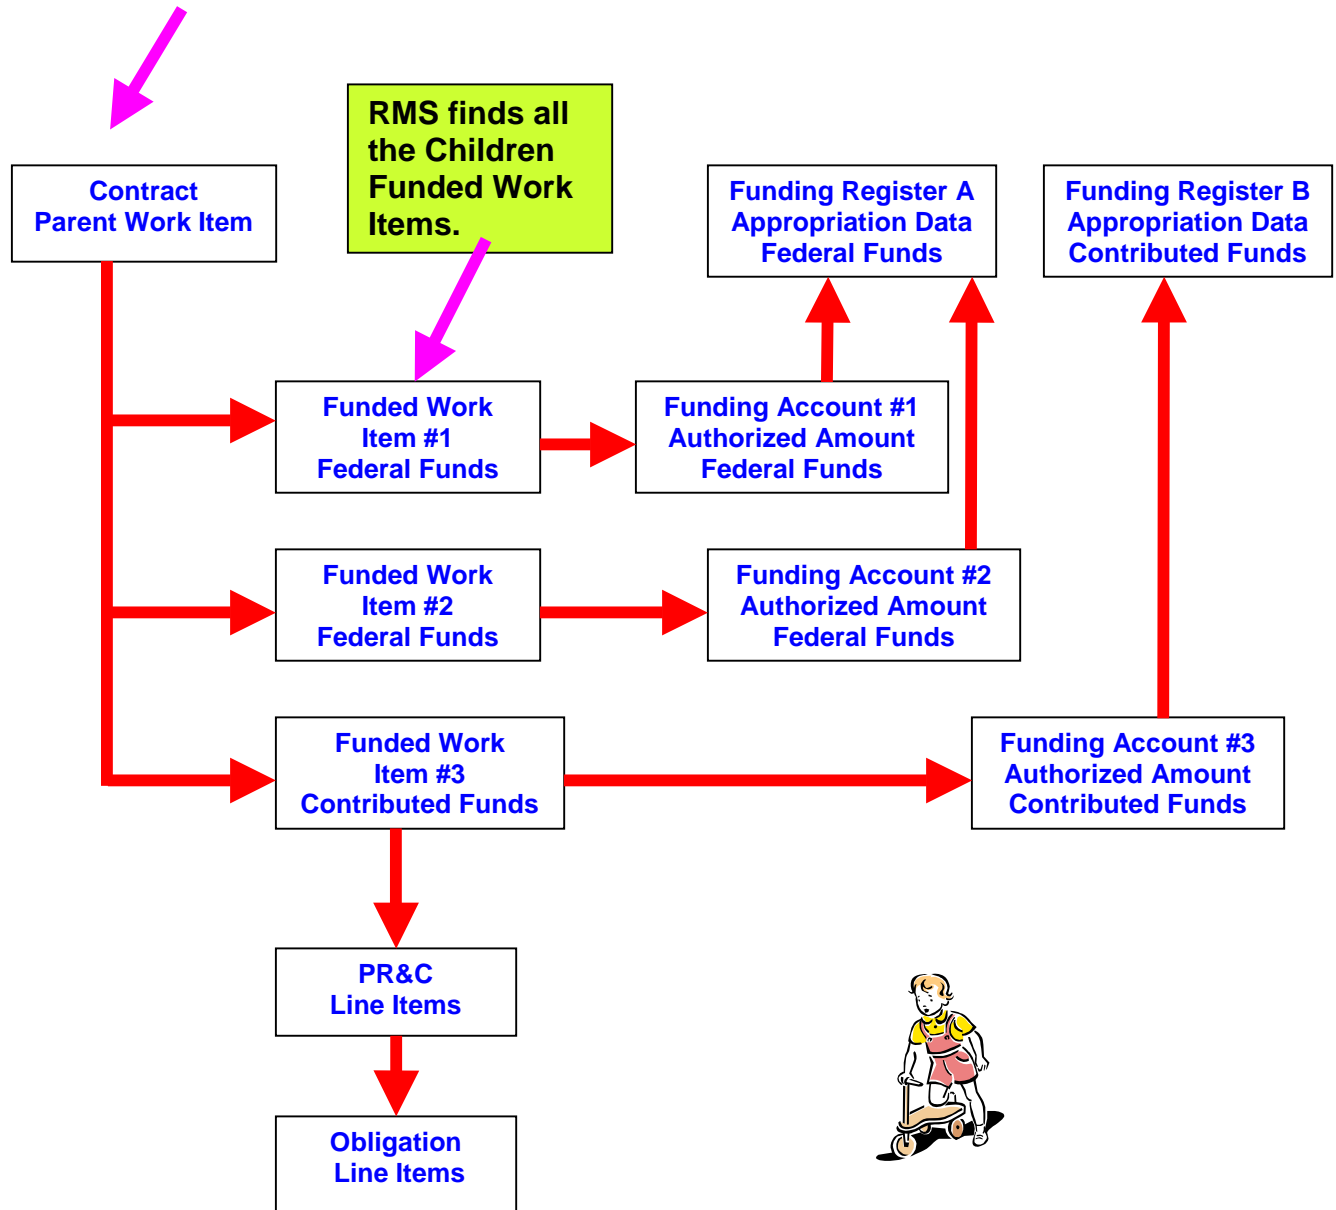 RMS finds all
the Children
Funded Work
Items.
Contract
Parent Work Item
Funding Register A
Appropriation Data
Federal Funds
Funding Register B
Appropriation Data
Contributed Funds
Funded Work
Item #1
Federal Funds
Funding Account #1
Authorized Amount
Federal Funds
Funded Work
Item #2
Federal Funds
Funding Account #2
Authorized Amount
Federal Funds
Funded Work
Item #3
Contributed Funds
Funding Account #3
Authorized Amount
Contributed Funds
PR&C
Line Items
Obligation
Line Items